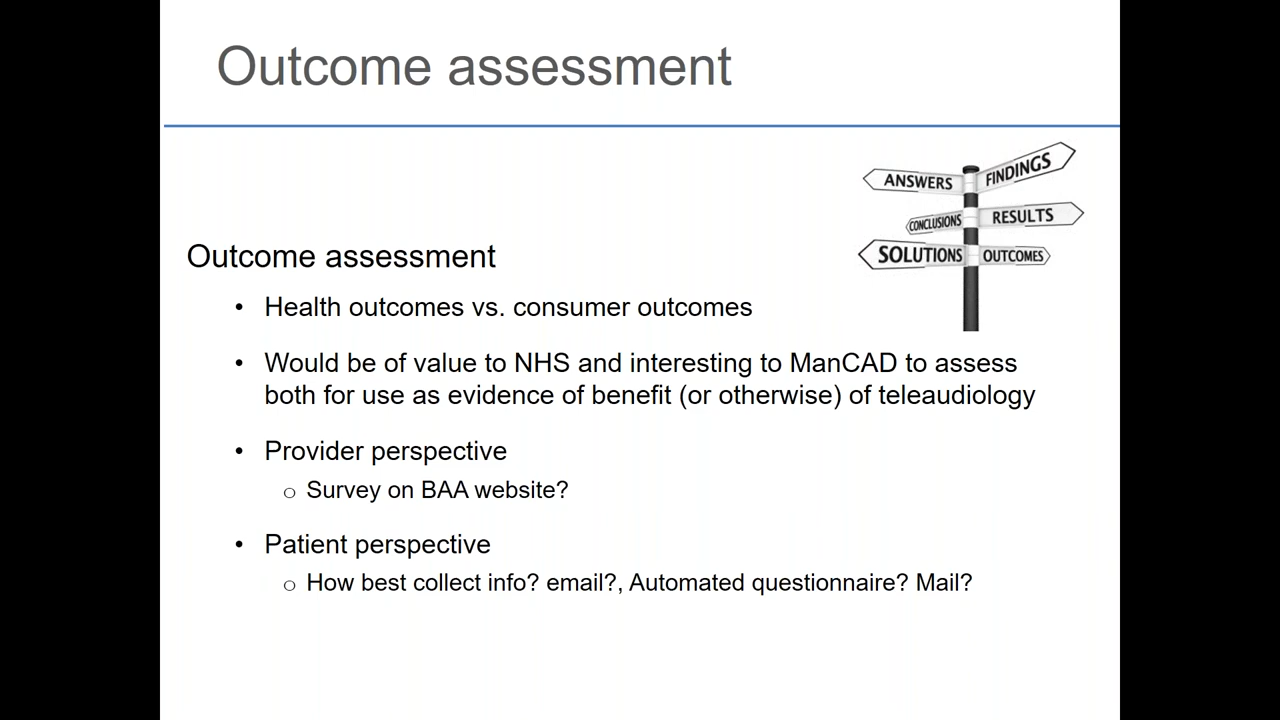 Outcome assessment
ANSWERS
FINDINGS
CONCLUSIONS
RESULTS
SOLUTIONS
OUTCOMES
Outcome assessment
• Health outcomes vs. consumer outcomes
• Would be of value to NHS and interesting to ManCAD to assess
both for use as evidence of benefit (or otherwise) of teleaudiology
• Provider perspective
o Survey on BAA website?
• Patient perspective
o How best collect info? email?, Automated questionnaire? Mail?